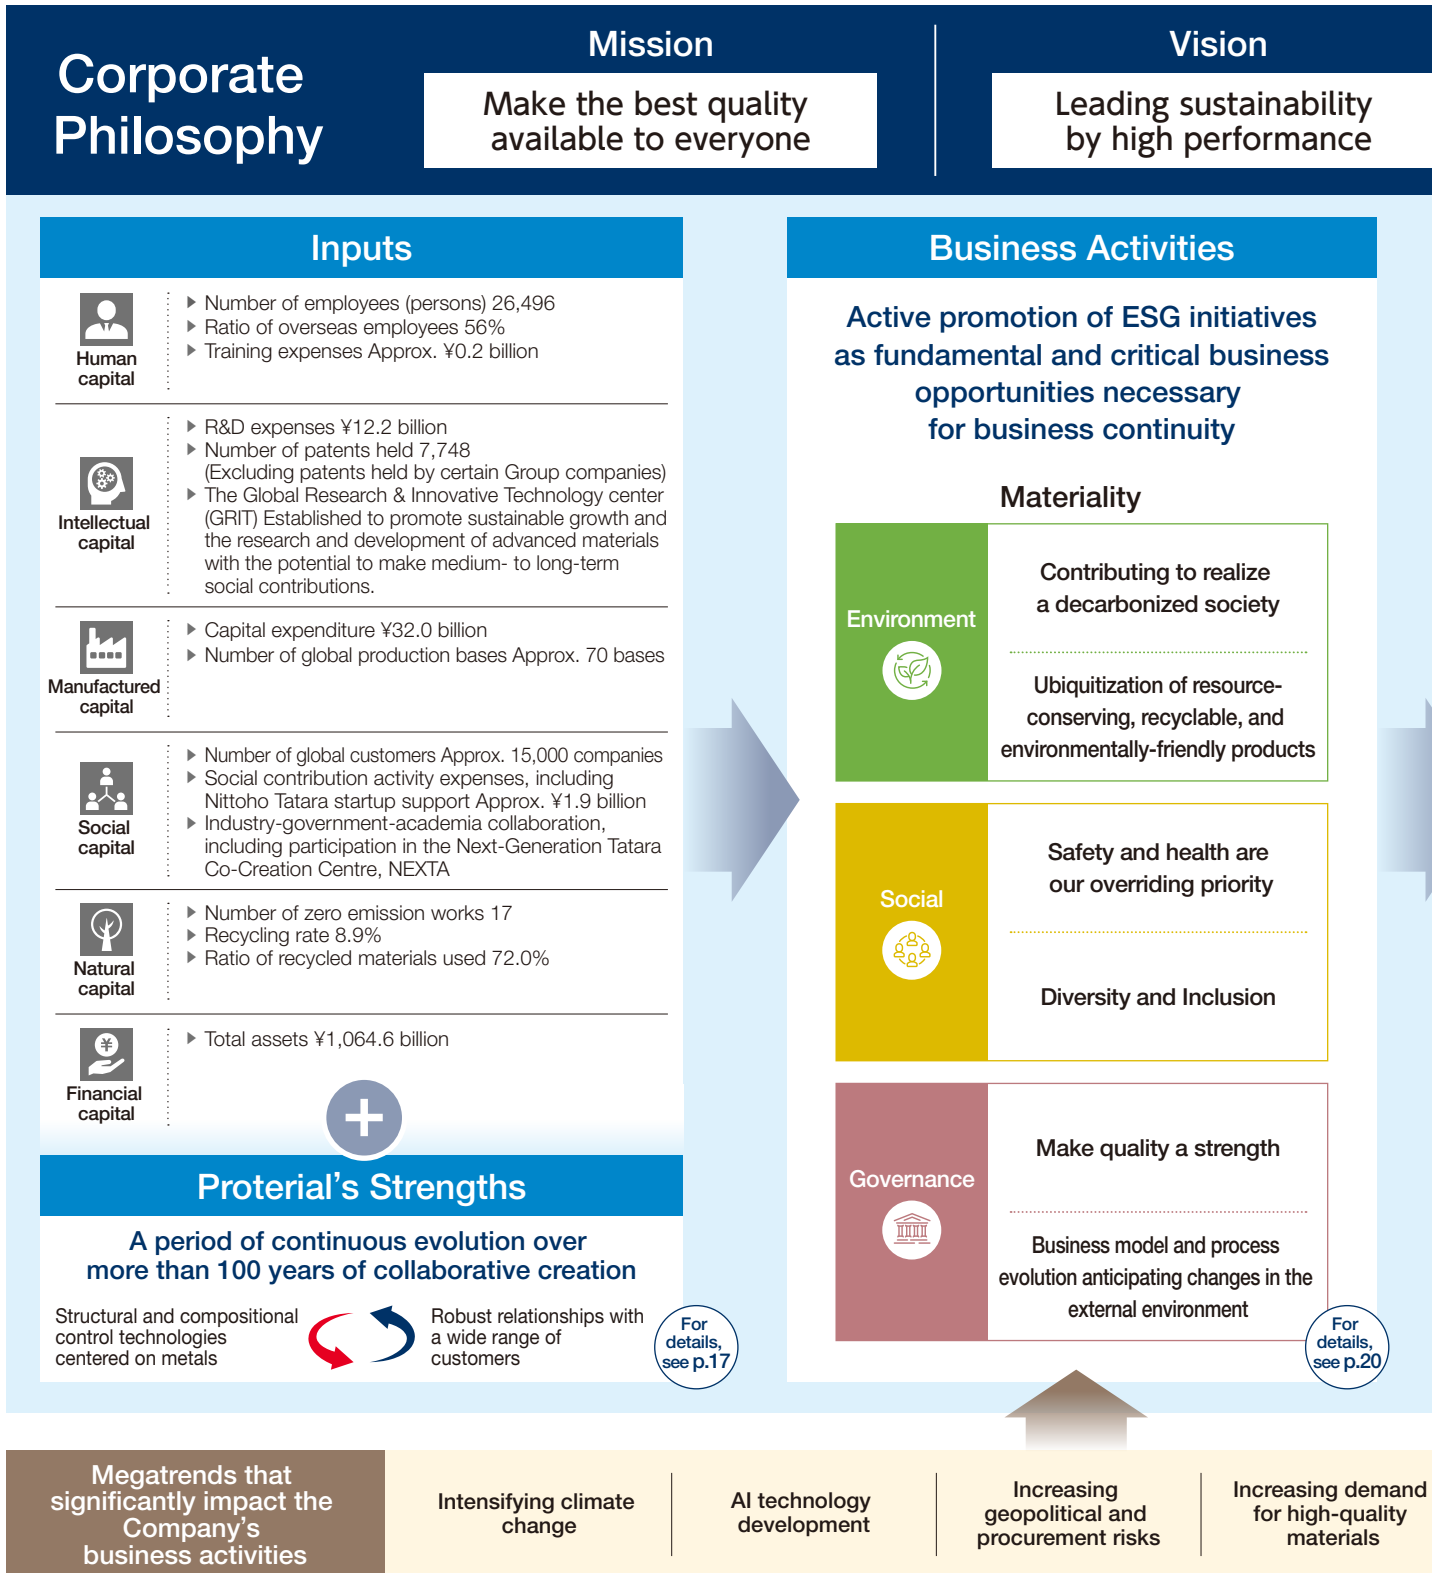 Corporate
Philosophy
Mission
Make the best quality
available to everyone
Vision
Leading sustainability
by high performance
Inputs
Human
capital
Number of employees (persons) 26,496
Ratio of overseas employees 56%
Training expenses Approx. ¥0.2 billion
Intellectual
capital
R&D expenses ¥12.2 billion
Number of patents held 7,748
(Excluding patents held by certain Group companies)
The Global Research & Innovative Technology center
(GRIT) Established to promote sustainable growth and
the research and development of advanced materials
with the potential to make medium- to long-term
social contributions.
Manufactured
capital
Capital expenditure ¥32.0 billion
Number of global production bases Approx. 70 bases
Social
capital
Number of global customers Approx. 15,000 companies
Social contribution activity expenses, including
Nittoho Tatara startup support Approx. ¥1.9 billion
Industry-government-academia collaboration,
including participation in the Next-Generation Tatara
Co-Creation Centre, NEXTA
Natural
capital
Number of zero emission works 17
Recycling rate 8.9%
Ratio of recycled materials used 72.0%
Financial
capital
Total assets ¥1,064.6 billion
+
Proterial's Strengths
A period of continuous evolution over
more than 100 years of collaborative creation
Structural and compositional
control technologies
centered on metals
Robust relationships with
a wide range of
customers
For
details,
see p.17
Business Activities
Active promotion of ESG initiatives
as fundamental and critical business
opportunities necessary
for business continuity
Materiality
Environment
Contributing to realize
a decarbonized society
Ubiquitization of resource-
conserving, recyclable, and
environmentally-friendly products
Social
Safety and health are
our overriding priority
Diversity and Inclusion
Governance
Make quality a strength
Business model and process
evolution anticipating changes in the
external environment
For
details,
see p.20
Megatrends that
significantly impact the
Company's
business activities
Intensifying climate
change
AI technology
development
Increasing
geopolitical and
procurement risks
Increasing demand
for high-quality
materials